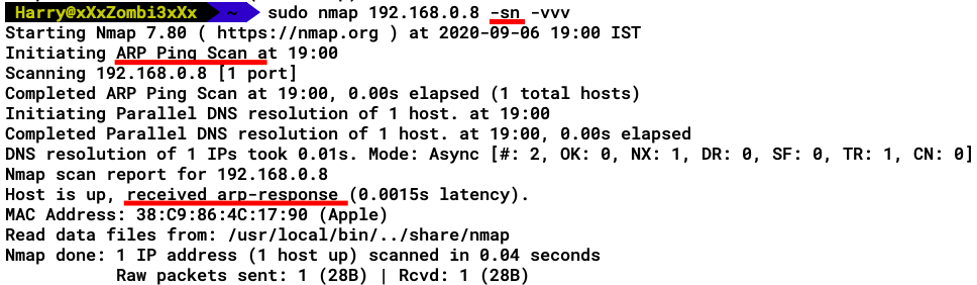 Harry@xXxZombi3xXx ~ sudo nmap 192.168.0.8 -sn -vvv
Starting Nmap 7.80 ( https://nmap.org ) at 2020-09-06 19:00 IST
Initiating ARP Ping Scan at 19:00
Scanning 192.168.0.8 [1 port]
Completed ARP Ping Scan at 19:00, 0.00s elapsed (1 total hosts)
Initiating Parallel DNS resolution of 1 host. at 19:00
Completed Parallel DNS resolution of 1 host. at 19:00, 0.00s elapsed
DNS resolution of 1 IPs took 0.01s. Mode: Async [#: 2, OK: 0, NX: 1, DR: 0, SF: 0, TR: 1, CN: 0]
Nmap scan report for 192.168.0.8
Host is up, received arp-response (0.0015s latency).
MAC Address: 38:C9:86:4C:17:90 (Apple)
Read data files from: /usr/local/bin/../share/nmap
Nmap done: 1 IP address (1 host up) scanned in 0.04 seconds
Raw packets sent: 1 (28B) | Rcvd: 1 (28B)